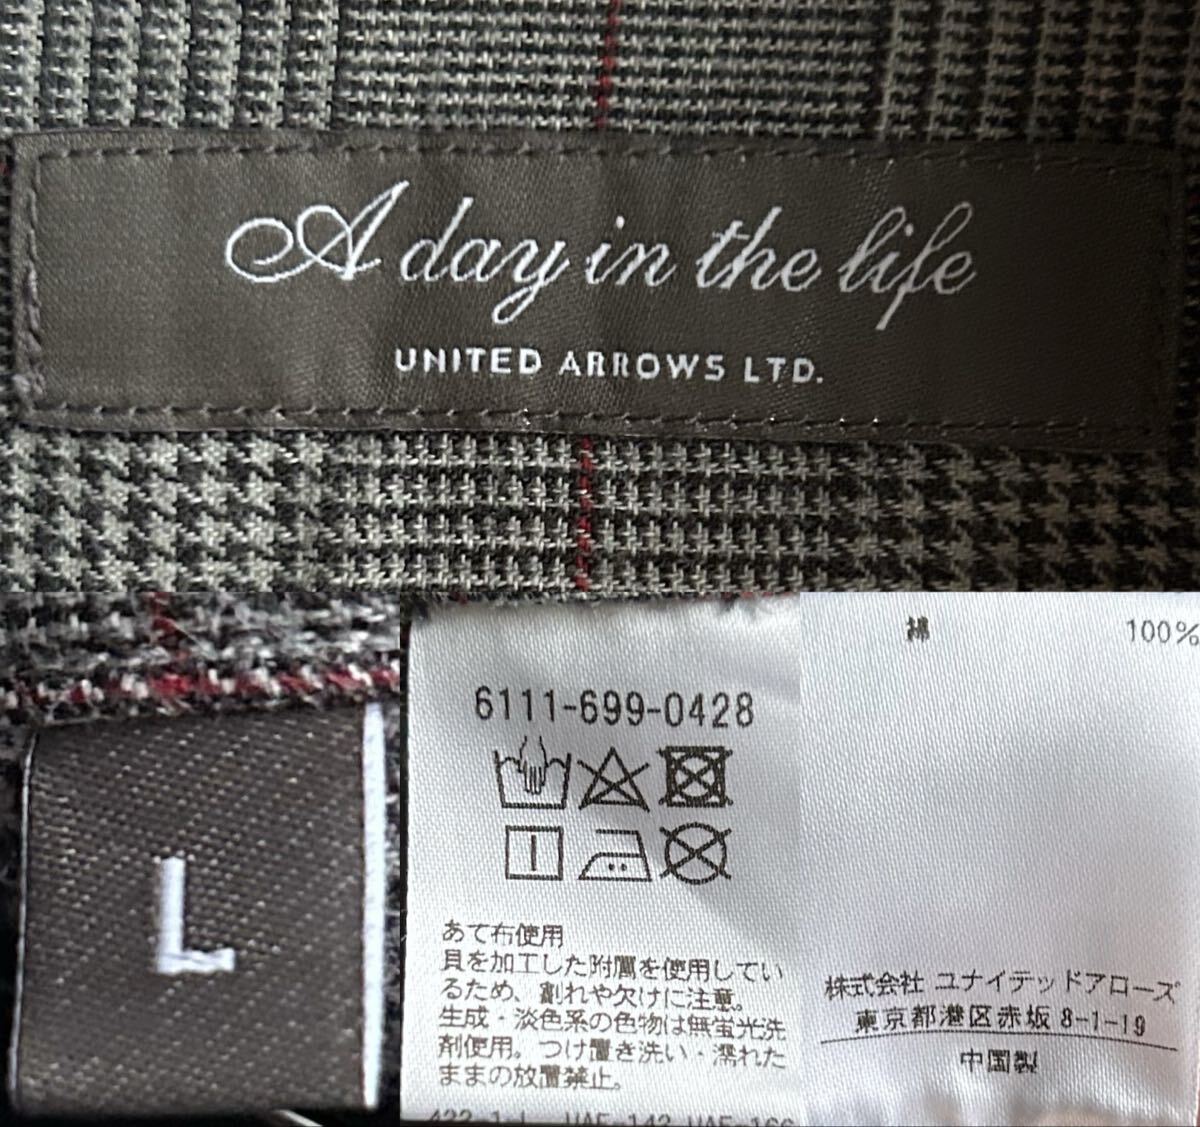 A day in the life
UNITED ARROWS LTD.
L
6111-699-0428
あて布使用
貝を加工した附属を使用してい
るため、割れや欠けに注意。
生成・淡色系の色物は無蛍光洗
剤使用。つけ置き洗い・濡れた
ままの放置禁止。
綿 100%
株式会社 ユナイテッドアローズ
東京都港区赤坂 8-1-19
中国製